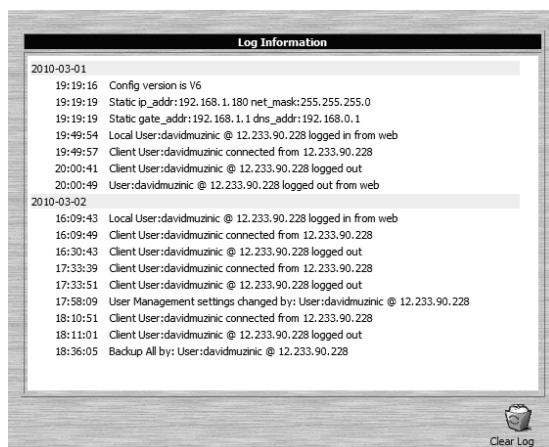 Log Information
2010-03-01
19:19:16 Config version is V6
19:19:19 Static ip_addr:192.168.1.180 net_mask:255.255.255.0
19:19:19 Static gate_addr:192.168.1.1 dns_addr:192.168.0.1
19:49:54 Local User:davidmuzinic @ 12.233.90.228 logged in from web
19:49:57 Client User:davidmuzinic connected from 12.233.90.228
20:00:41 Client User:davidmuzinic @ 12.233.90.228 logged out
20:00:49 User:davidmuzinic @ 12.233.90.228 logged out from web
2010-03-02
16:09:43 Local User:davidmuzinic @ 12.233.90.228 logged in from web
16:09:49 Client User:davidmuzinic connected from 12.233.90.228
16:30:43 Client User:davidmuzinic @ 12.233.90.228 logged out
17:33:39 Client User:davidmuzinic connected from 12.233.90.228
17:33:51 Client User:davidmuzinic @ 12.233.90.228 logged out
17:58:09 User Management settings changed by: User:davidmuzinic @ 12.233.90.228
18:10:51 Client User:davidmuzinic connected from 12.233.90.228
18:11:01 Client User:davidmuzinic @ 12.233.90.228 logged out
18:36:05 Backup All by: User:davidmuzinic @ 12.233.90.228
Clear Log